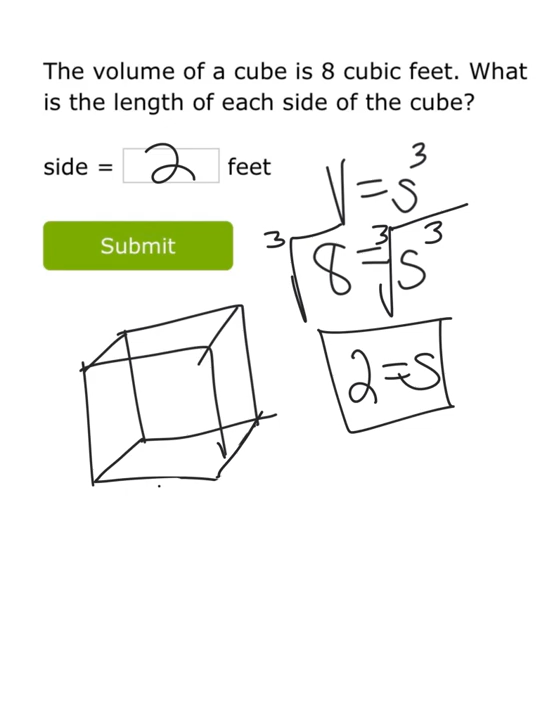 The volume of a cube is 8 cubic feet. What
is the length of each side of the cube?
side = 2 feet
Submit
V = s³
∛8 = ∛s³
2 = s